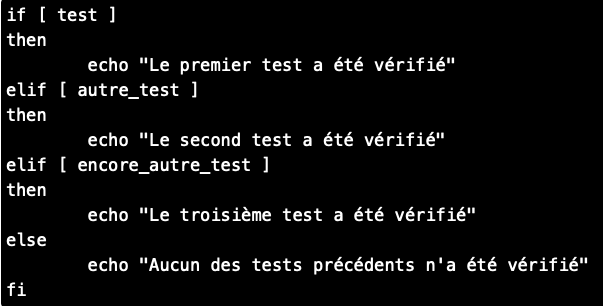 if [ test ]
then
        echo "Le premier test a été vérifié"
elif [ autre_test ]
then
        echo "Le second test a été vérifié"
elif [ encore_autre_test ]
then
        echo "Le troisième test a été vérifié"
else
        echo "Aucun des tests précédents n'a été vérifié"
fi